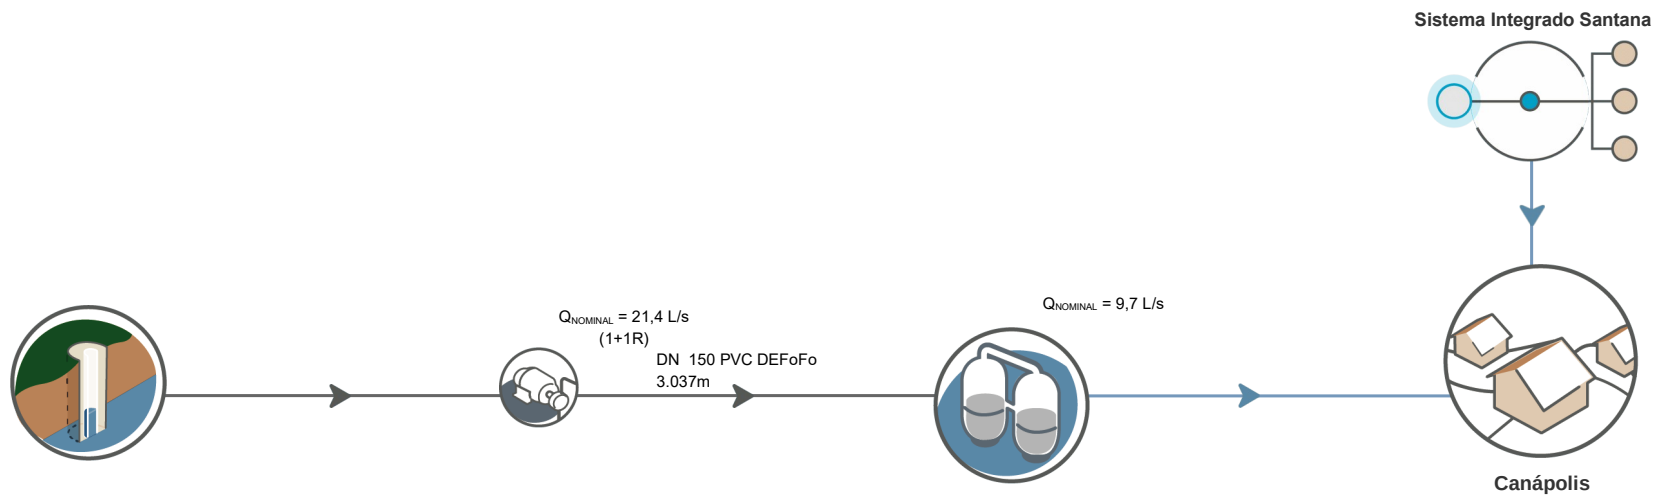 Sistema Integrado Santana
QNOMINAL = 21,4 L/s
(1+1R)
DN 150 PVC DEFoFo
3.037m
QNOMINAL = 9,7 L/s
Canápolis